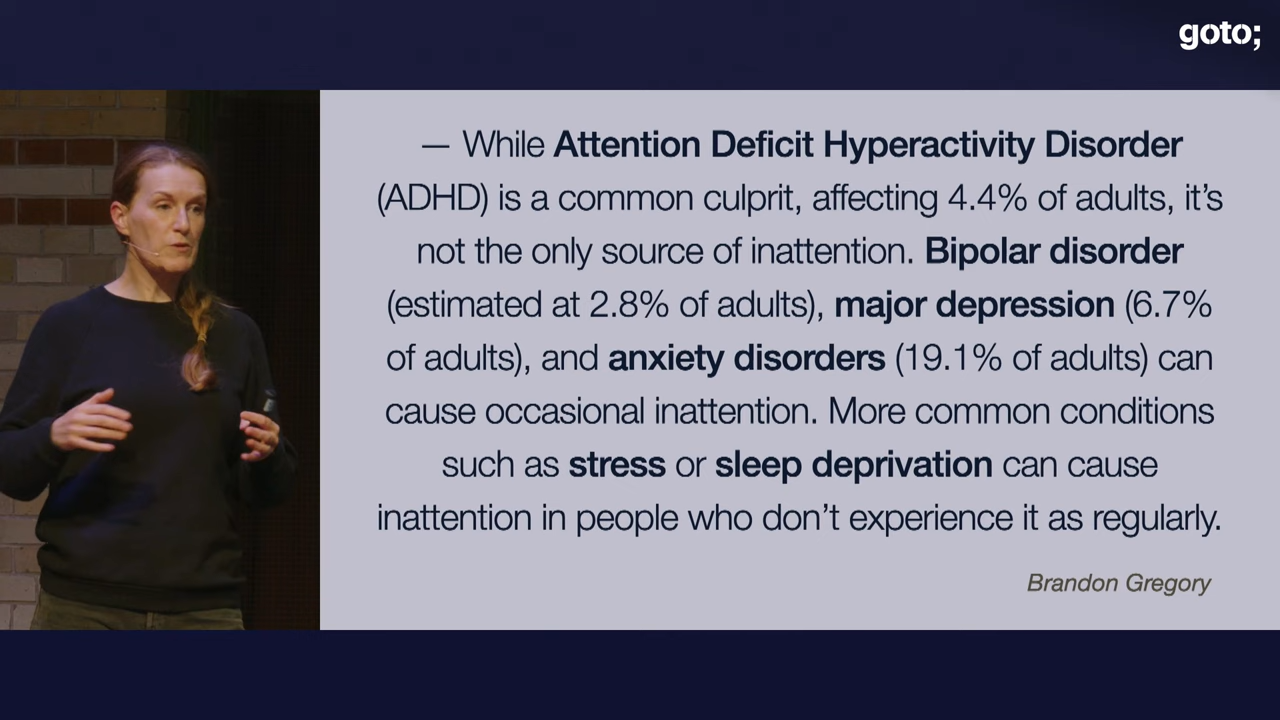 goto;
— While Attention Deficit Hyperactivity Disorder
(ADHD) is a common culprit, affecting 4.4% of adults, it’s
not the only source of inattention. Bipolar disorder
(estimated at 2.8% of adults), major depression (6.7%
of adults), and anxiety disorders (19.1% of adults) can
cause occasional inattention. More common conditions
such as stress or sleep deprivation can cause
inattention in people who don’t experience it as regularly.
Brandon Gregory